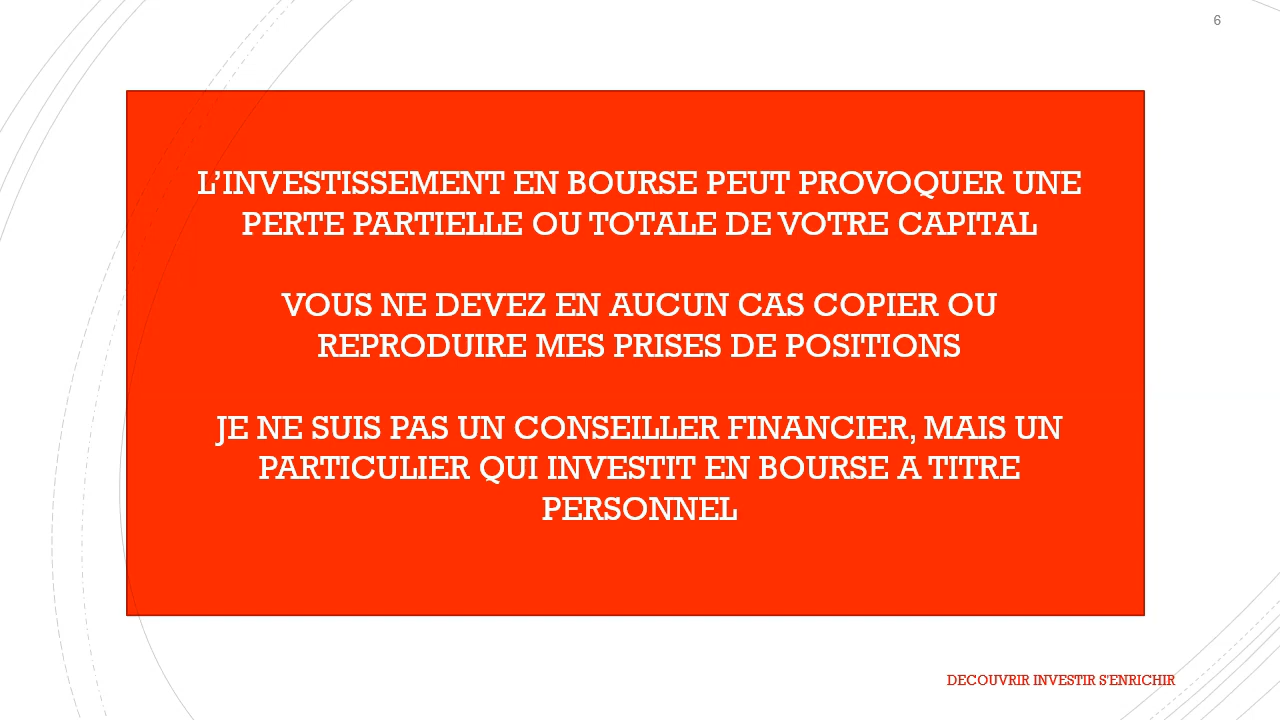 6
L’INVESTISSEMENT EN BOURSE PEUT PROVOQUER UNE
PERTE PARTIELLE OU TOTALE DE VOTRE CAPITAL
VOUS NE DEVEZ EN AUCUN CAS COPIER OU
REPRODUIRE MES PRISES DE POSITIONS
JE NE SUIS PAS UN CONSEILLER FINANCIER, MAIS UN
PARTICULIER QUI INVESTIT EN BOURSE A TITRE
PERSONNEL
DECOUVRIR INVESTIR S'ENRICHIR